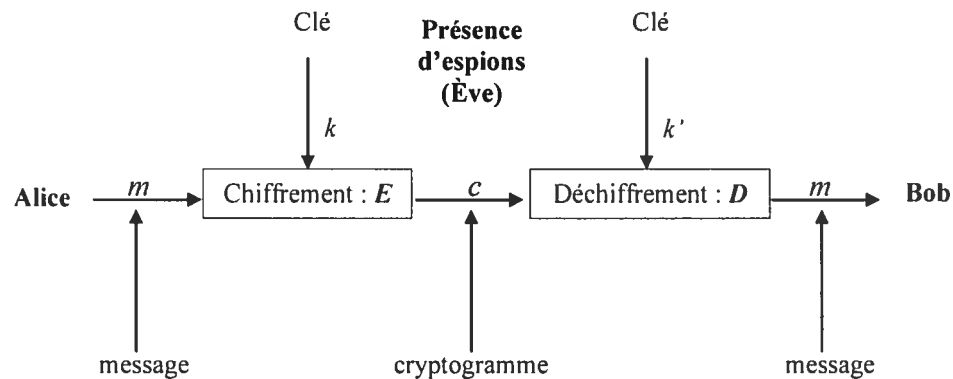 Clé
Présence
d'espions
(Ève)
Clé
k
k'
Alice
m
Chiffrement : E
c
Déchiffrement : D
m
Bob
message
cryptogramme
message